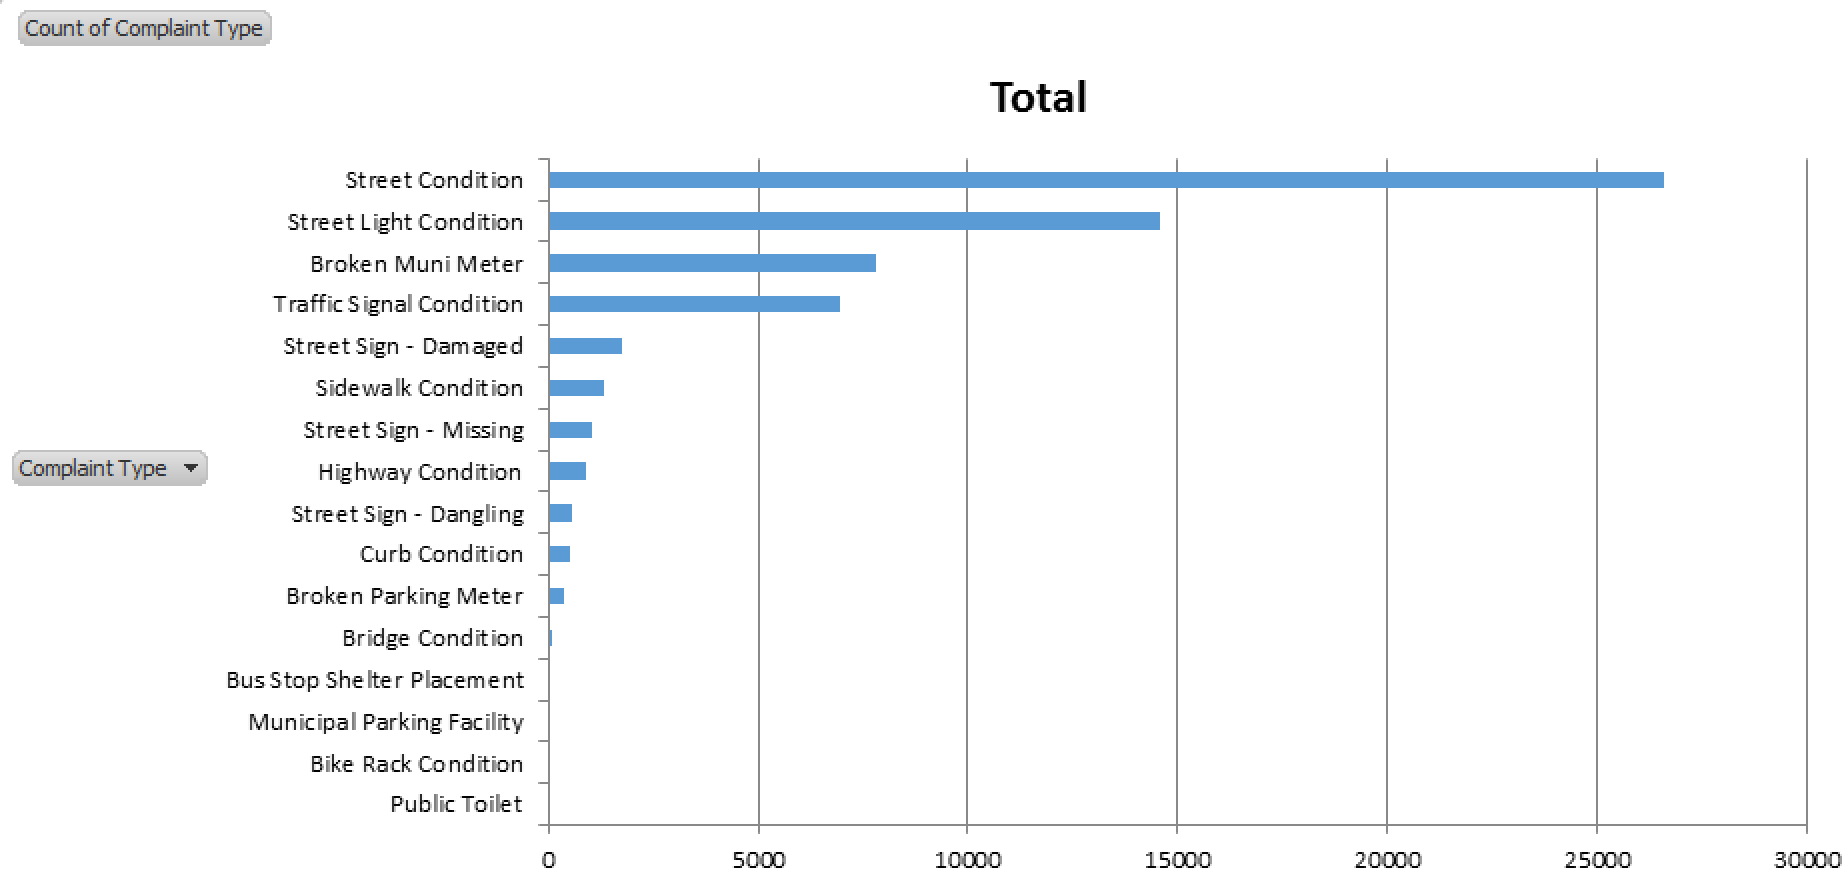 Count of Complaint Type
Total
Street Condition
Street Light Condition
Broken Muni Meter
Traffic Signal Condition
Street Sign - Damaged
Sidewalk Condition
Street Sign - Missing
Highway Condition
Complaint Type
Street Sign - Dangling
Curb Condition
Broken Parking Meter
Bridge Condition
Bus Stop Shelter Placement
Municipal Parking Facility
Bike Rack Condition
Public Toilet
0 5000 10000 15000 20000 25000 30000